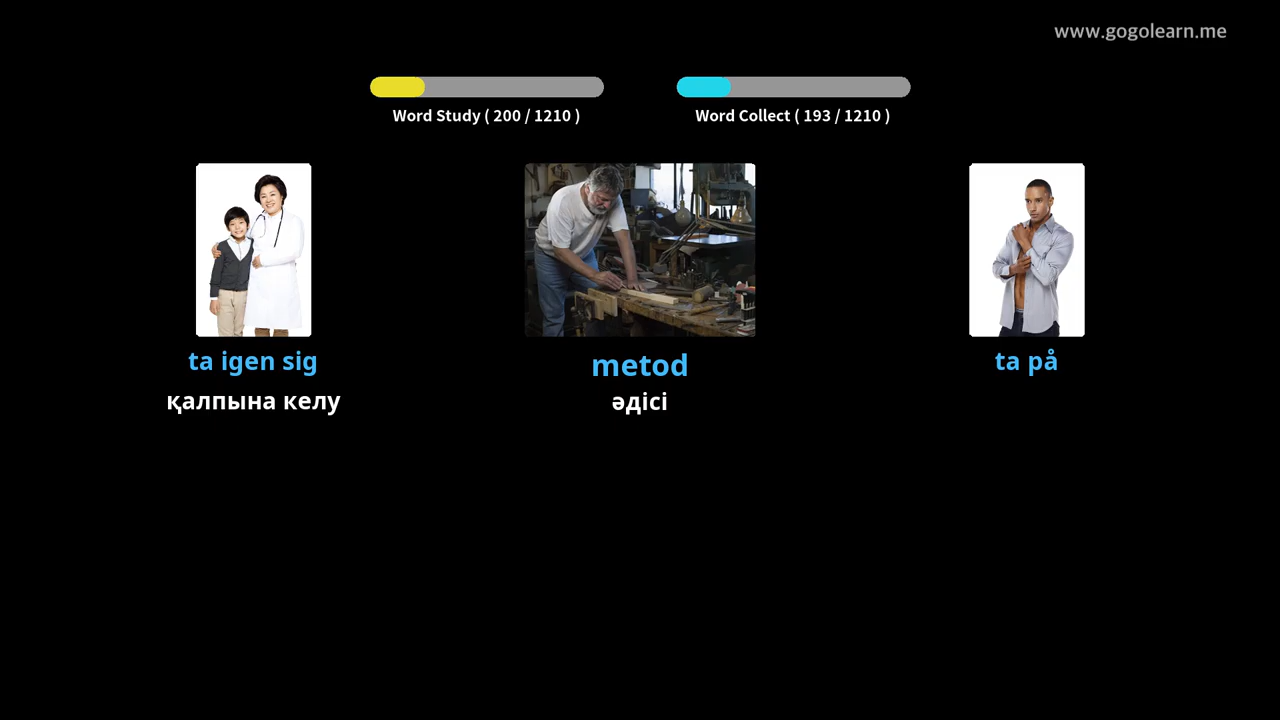 www.gogolearn.me
Word Study ( 200 / 1210 )
Word Collect ( 193 / 1210 )
ta igen sig
metod
ta på
қалпына келу
әдісі